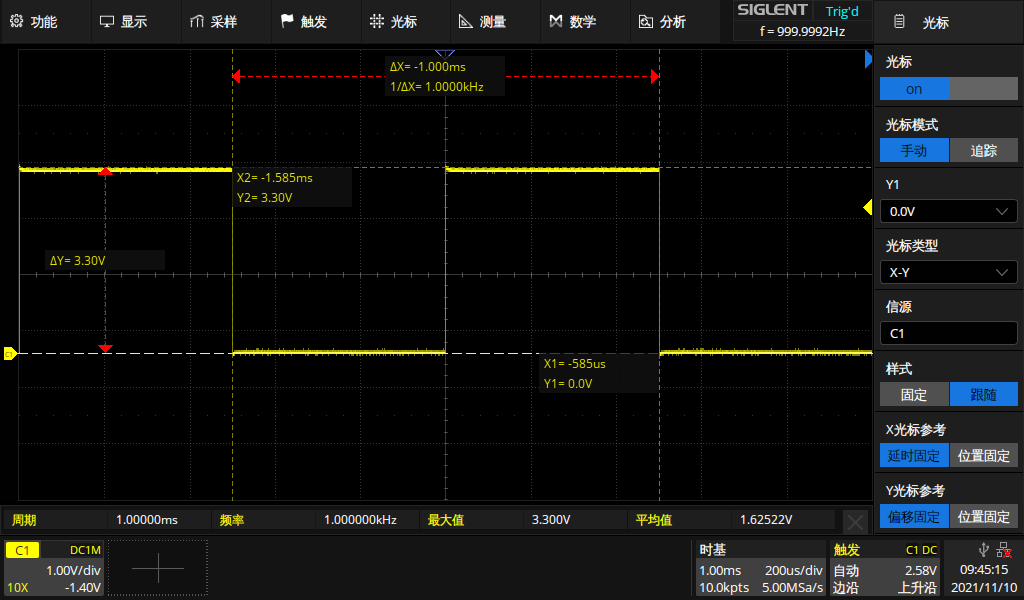 功能 显示 采样 触发 光标 测量 数学 分析
SIGLENT Trig'd
f = 999.9992Hz
光标
ΔX= -1.000ms
1/ΔX= 1.0000kHz
X2= -1.585ms
Y2= 3.30V
ΔY= 3.30V
C1
X1= -585us
Y1= 0.0V
光标
on
光标模式
手动 追踪
Y1
0.0V
光标类型
X-Y
信源
C1
样式
固定 跟随
X光标参考
延时固定 位置固定
Y光标参考
偏移固定 位置固定
周期 1.00000ms 频率 1.000000kHz 最大值 3.300V 平均值 1.62522V
C1 DC1M
1.00V/div
10X -1.40V
时基
1.00ms 200us/div
10.0kpts 5.00MSa/s
触发 C1 DC
自动 2.58V
边沿 上升沿
09:45:15
2021/11/10